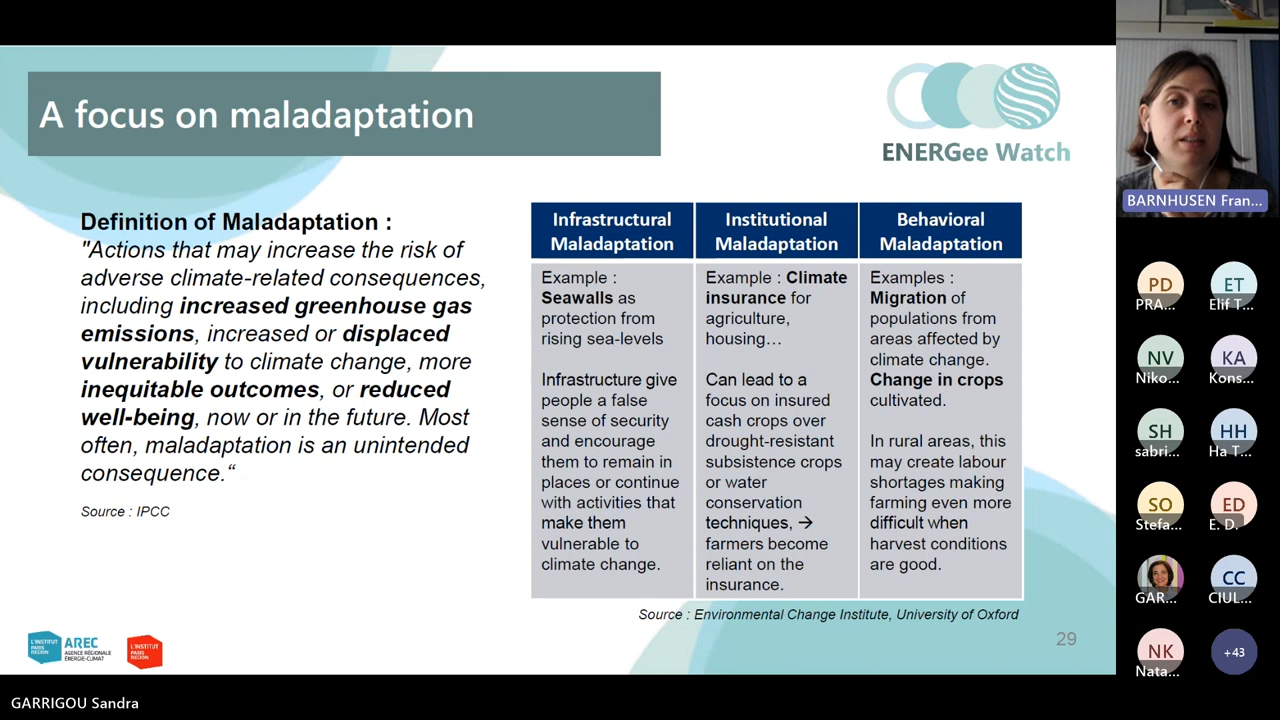 A focus on maladaptation
ENERGee Watch
Definition of Maladaptation :
"Actions that may increase the risk of
adverse climate-related consequences,
including increased greenhouse gas
emissions, increased or displaced
vulnerability to climate change, more
inequitable outcomes, or reduced
well-being, now or in the future. Most
often, maladaptation is an unintended
consequence.“
Source : IPCC
Infrastructural
Maladaptation
Example :
Seawalls as
protection from
rising sea-levels
Infrastructure give
people a false
sense of security
and encourage
them to remain in
places or continue
with activities that
make them
vulnerable to
climate change.
Institutional
Maladaptation
Example : Climate
insurance for
agriculture,
housing…
Can lead to a
focus on insured
cash crops over
drought-resistant
subsistence crops
or water
conservation
techniques, →
farmers become
reliant on the
insurance.
Behavioral
Maladaptation
Examples :
Migration of
populations from
areas affected by
climate change.
Change in crops
cultivated.
In rural areas, this
may create labour
shortages making
farming even more
difficult when
harvest conditions
are good.
Source : Environmental Change Institute, University of Oxford
29
L'INSTITUT
PARIS
REGION
AREC
AGENCE RÉGIONALE
ÉNERGIE-CLIMAT
L'INSTITUT
PARIS
REGION
GARRIGOU Sandra
BARNHUSEN Fran...
PD
PRA...
ET
Elif T...
NV
Niko...
KA
Kons...
SH
sabri...
HH
Ha T...
SO
Stefa...
ED
E. D.
GAR...
CC
CIUL...
NK
Nata...
+43